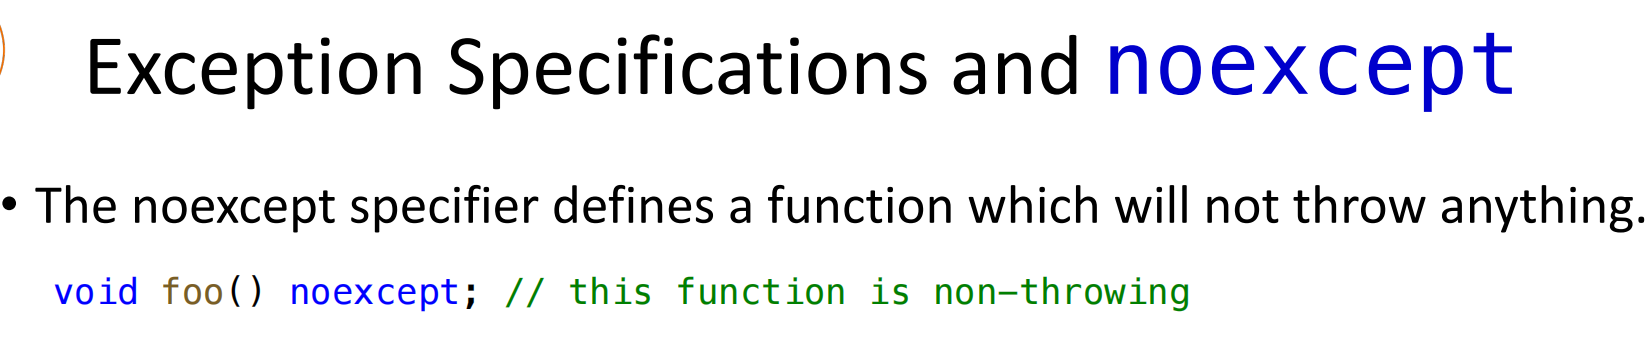 Exception Specifications and noexcept
• The noexcept specifier defines a function which will not throw anything.
void foo() noexcept; // this function is non-throwing